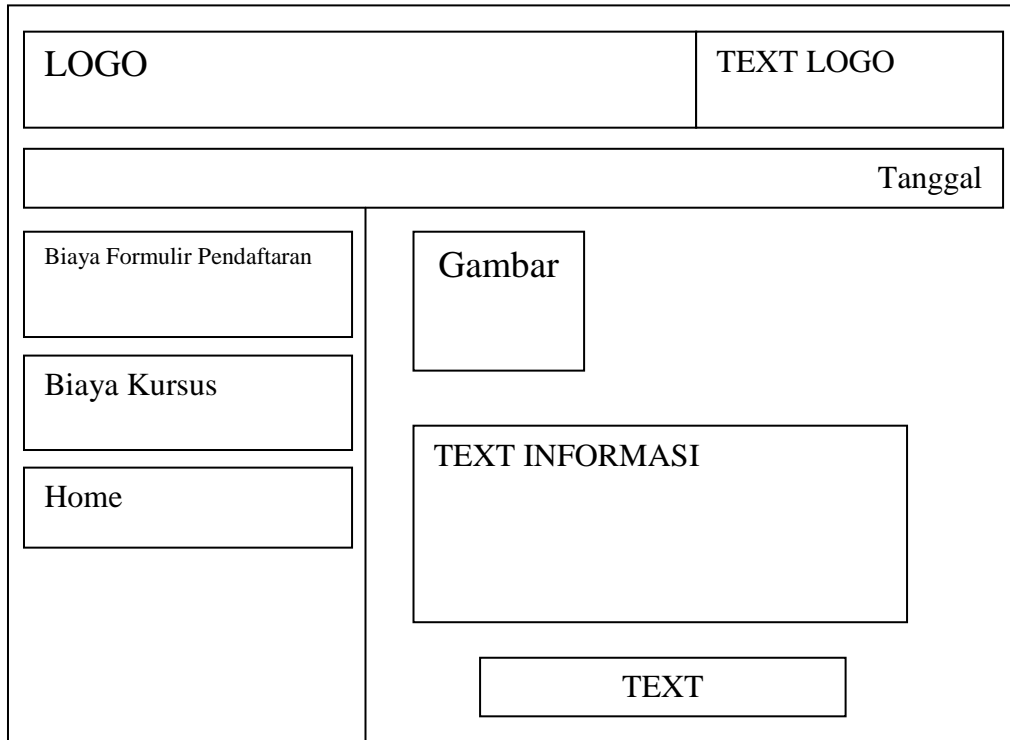 LOGO
TEXT LOGO
Tanggal
Biaya Formulir Pendaftaran
Biaya Kursus
Home
Gambar
TEXT INFORMASI
TEXT